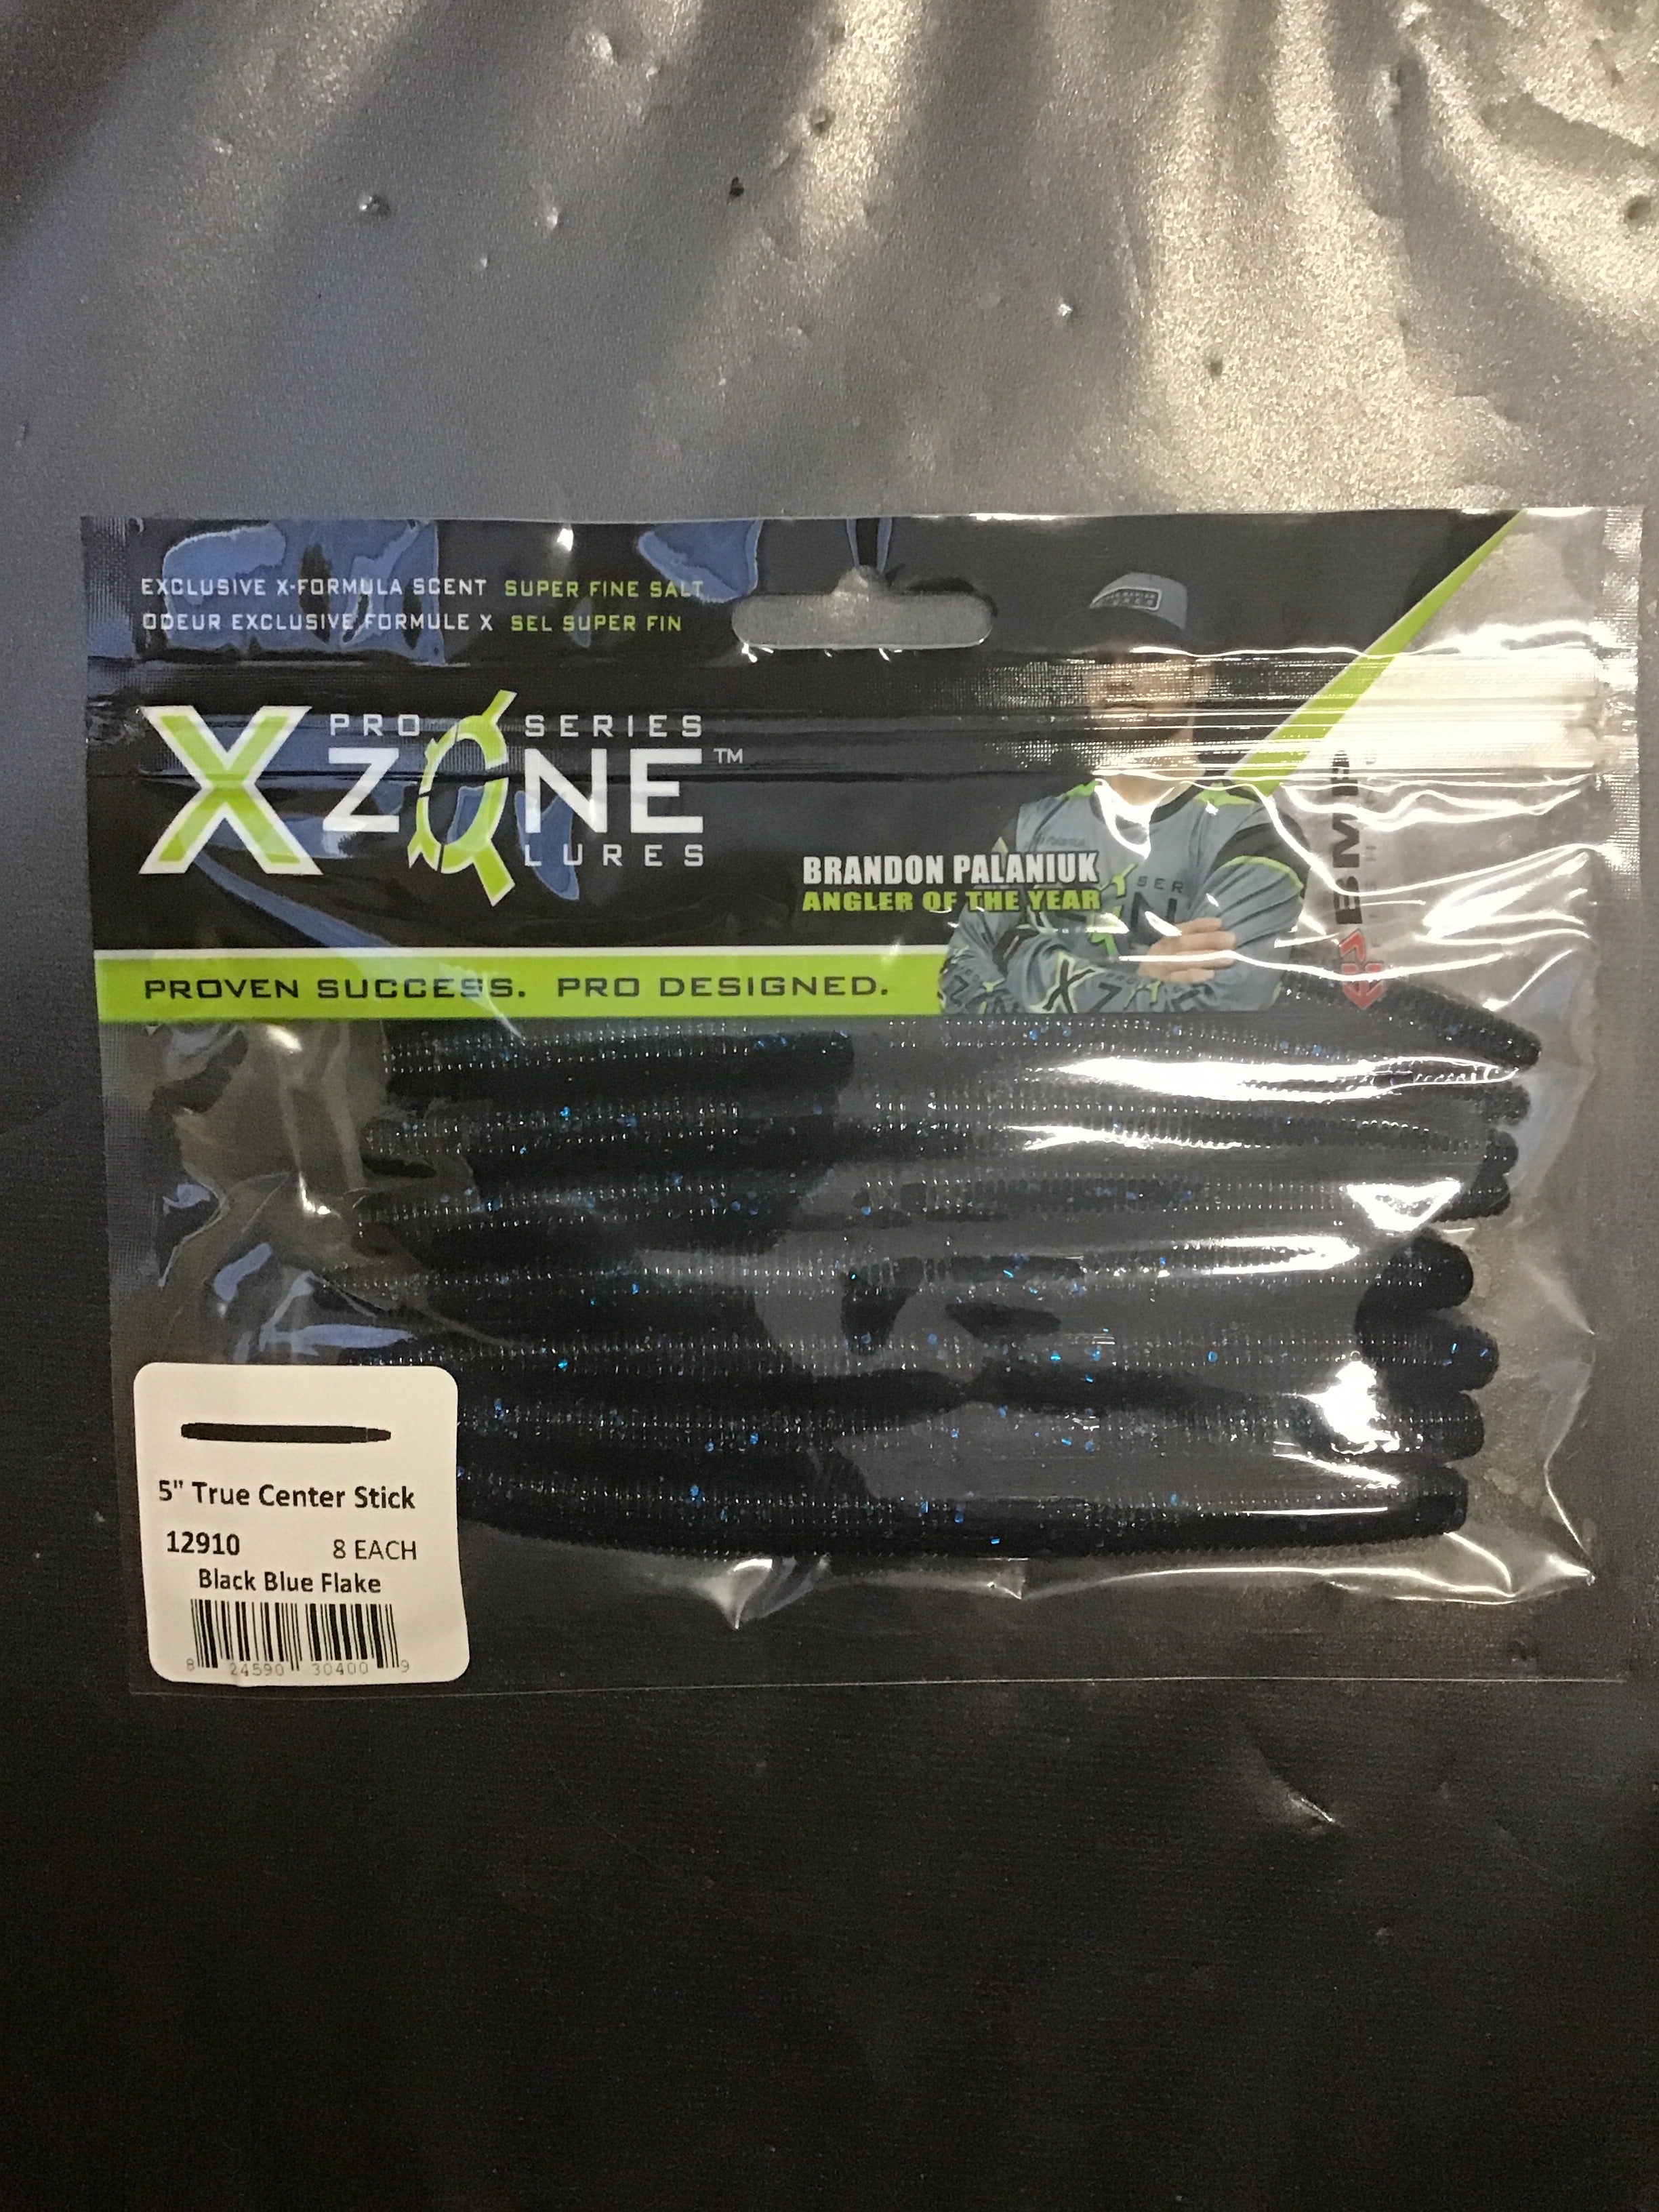 EXCLUSIVE X-FORMULA SCENT SUPER FINE SALT
ODEUR EXCLUSIVE FORMULE X SEL SUPER FIN
PRO SERIES
X ZONE™
LURES
BRANDON PALANIUK
ANGLER OF THE YEAR
PROVEN SUCCESS. PRO DESIGNED.
5" True Center Stick
12910 8 EACH
Black Blue Flake
8 24590 30400 9